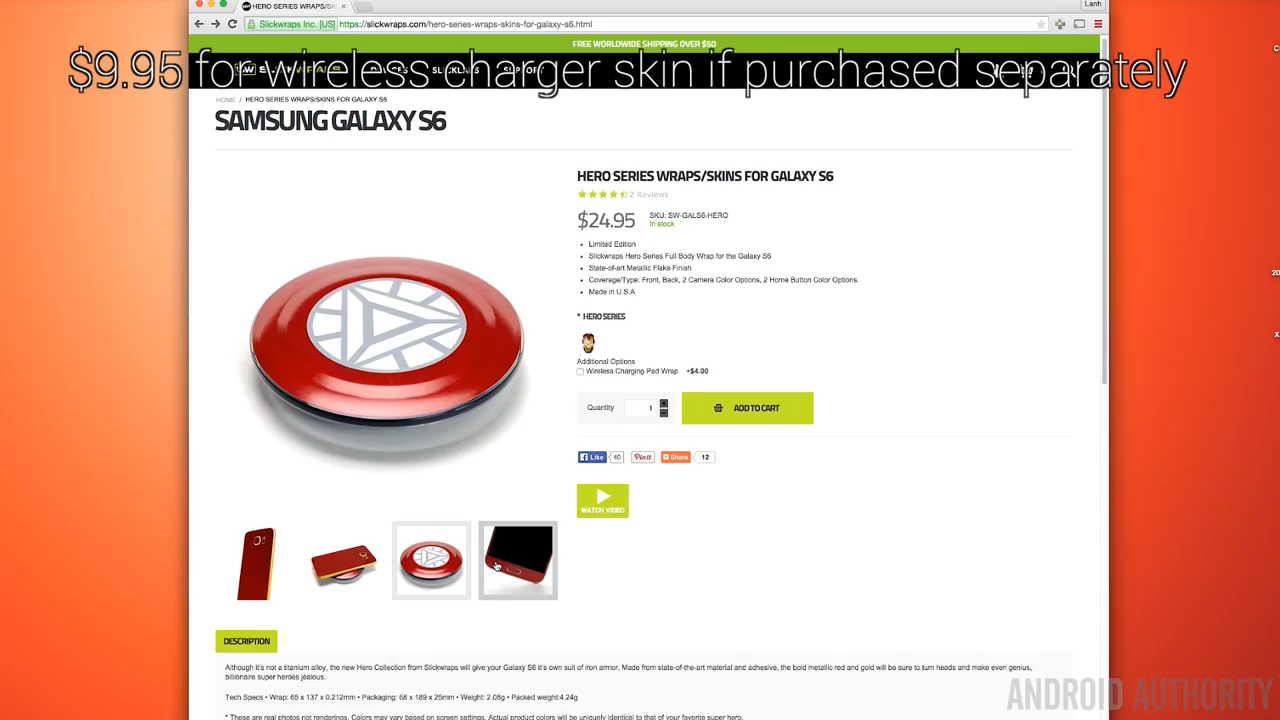 HERO SERIES WRAPS/SK
Lanh
Slickwraps Inc. [US] https://slickwraps.com/hero-series-wraps-skins-for-galaxy-s6.html
FREE WORLDWIDE SHIPPING OVER $50
$9.95 for wireless charger skin if purchased separately
HOME / HERO SERIES WRAPS/SKINS FOR GALAXY S6
SAMSUNG GALAXY S6
HERO SERIES WRAPS/SKINS FOR GALAXY S6
2 Reviews
$24.95 SKU: SW-GALS6-HERO
In stock
• Limited Edition
• Slickwraps Hero Series Full Body Wrap for the Galaxy S6
• State-of-art Metallic Flake Finish
• Coverage/Type: Front, Back, 2 Camera Color Options, 2 Home Button Color Options.
• Made in U.S.A
* HERO SERIES
Additional Options
Wireless Charging Pad Wrap +$4.00
Quantity 1 ADD TO CART
Like 40 Pin it Share 12
WATCH VIDEO
DESCRIPTION
Although it's not a titanium alloy, the new Hero Collection from Slickwraps will give your Galaxy S6 it's own suit of iron armor. Made from state-of-the-art material and adhesive, the bold metallic red and gold will be sure to turn heads and make even genius,
billionaire super heroes jealous.
Tech Specs • Wrap: 65 x 137 x 0.212mm • Packaging: 68 x 189 x 25mm • Weight: 2.08g • Packed weight:4.24g
* These are real photos not renderings. Colors may vary based on screen settings. Actual product colors will be uniquely identical to that of your favorite super hero.
ANDROID AUTHORITY